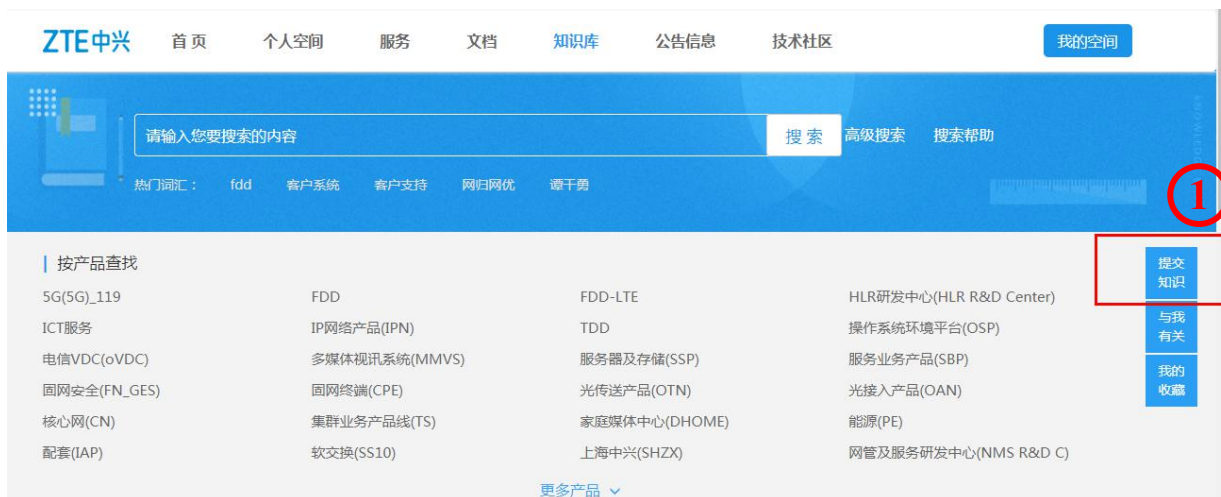 ZTE中兴 首 页 个人空间 服务 文档 知识库 公告信息 技术社区 我的空间
请输入您要搜索的内容 搜 索 高级搜索 搜索帮助
热门词汇： fdd 客户系统 客户支持 网归网优 谭干勇
1
按产品查找
提交
知识
5G(5G)_119 FDD FDD-LTE HLR研发中心(HLR R&D Center)
ICT服务 IP网络产品(IPN) TDD 操作系统环境平台(OSP)
与我
有关
电信VDC(oVDC) 多媒体视讯系统(MMVS) 服务器及存储(SSP) 服务业务产品(SBP)
我的
收藏
固网安全(FN_GES) 固网终端(CPE) 光传送产品(OTN) 光接入产品(OAN)
核心网(CN) 集群业务产品线(TS) 家庭媒体中心(DHOME) 能源(PE)
配套(IAP) 软交换(SS10) 上海中兴(SHZX) 网管及服务研发中心(NMS R&D C)
更多产品